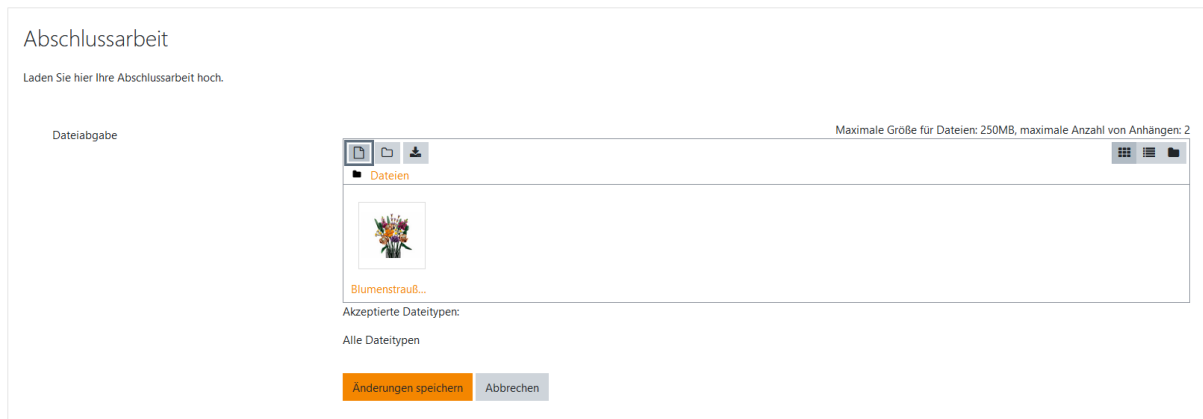 Abschlussarbeit
Laden Sie hier Ihre Abschlussarbeit hoch.
Dateiabgabe
Maximale Größe für Dateien: 250MB, maximale Anzahl von Anhängen: 2
Dateien
Blumenstrauß...
Akzeptierte Dateitypen:
Alle Dateitypen
Änderungen speichern Abbrechen